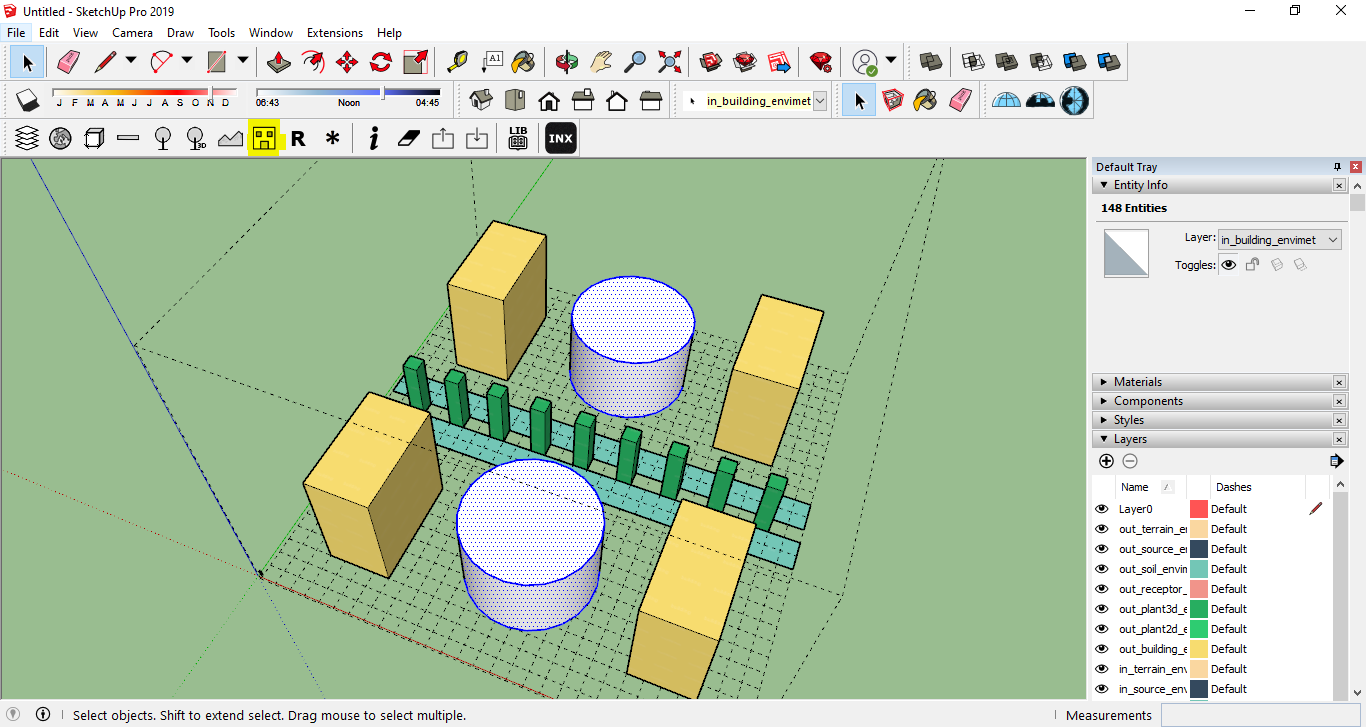 Untitled - SketchUp Pro 2019
File Edit View Camera Draw Tools Window Extensions Help
A1
J F M A M J J A S O N D
06:43 Noon 04:45
in_building_envimet
3D
R
*
i
LIB
INX
Default Tray
Entity Info
148 Entities
Layer: in_building_envimet
Toggles:
Materials
Components
Styles
Layers
Name Dashes
Layer0 Default
out_terrain_e Default
out_source_e Default
out_soil_envin Default
out_receptor_ Default
out_plant3d_e Default
out_plant2d_e Default
out_building_e Default
in_terrain_env Default
in_source_env Default
Select objects. Shift to extend select. Drag mouse to select multiple.
Measurements